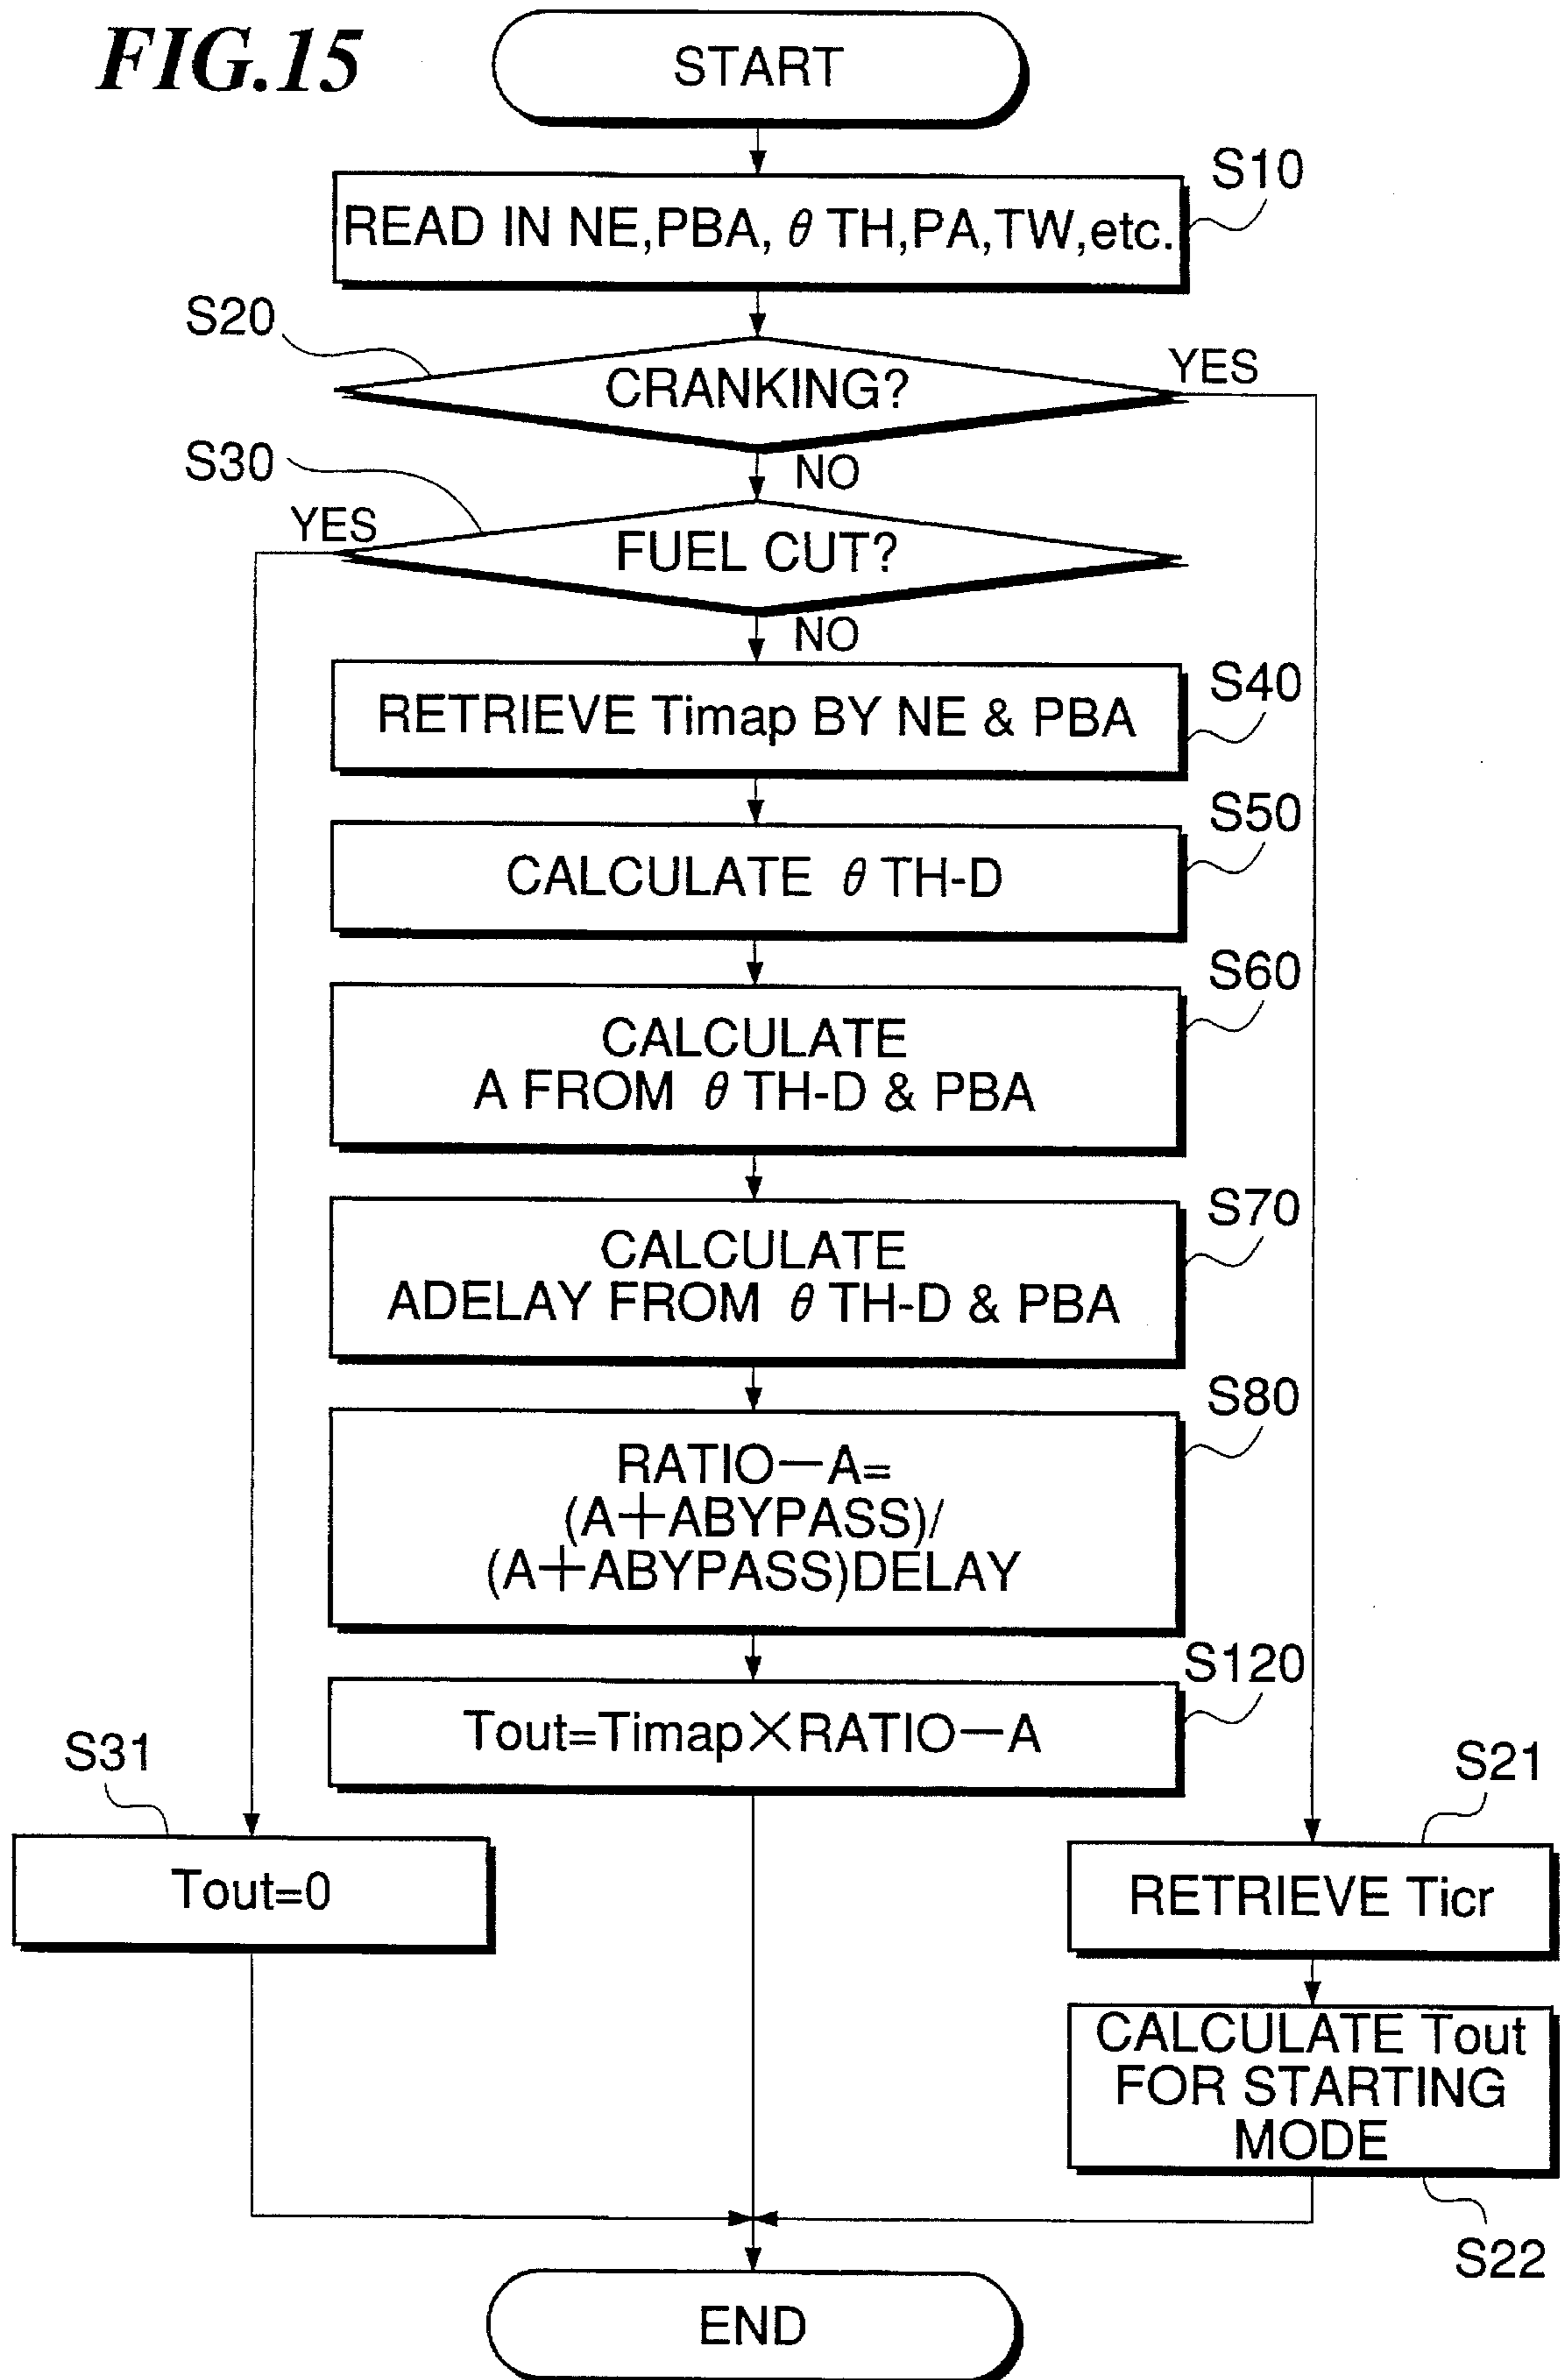 FIG.15
START
S10
READ IN NE,PBA, θ TH,PA,TW,etc.
S20
CRANKING?
YES
NO
S30
YES
FUEL CUT?
NO
S40
RETRIEVE Timap BY NE & PBA
S50
CALCULATE θ TH-D
S60
CALCULATE
A FROM θ TH-D & PBA
S70
CALCULATE
ADELAY FROM θ TH-D & PBA
S80
RATIO—A=
(A+ABYPASS)/
(A+ABYPASS)DELAY
S120
Tout=Timap×RATIO—A
S31
Tout=0
S21
RETRIEVE Ticr
CALCULATE Tout
FOR STARTING
MODE
S22
END